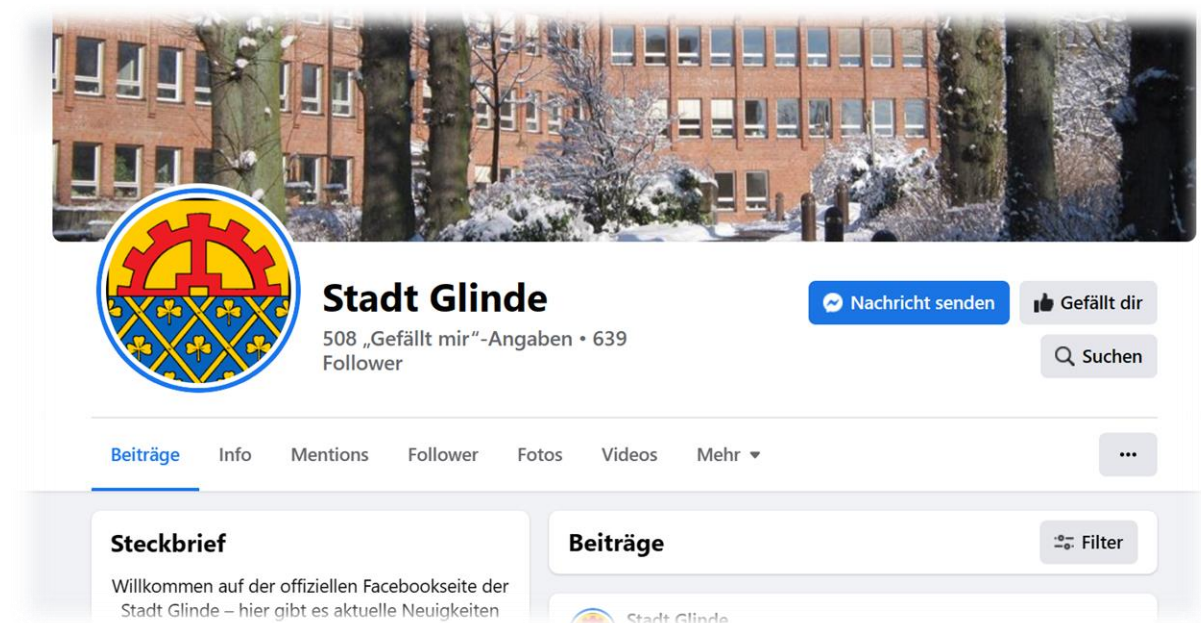 Stadt Glinde
508 „Gefällt mir“-Angaben • 639
Follower
Nachricht senden
Gefällt dir
Suchen
Beiträge Info Mentions Follower Fotos Videos Mehr
Steckbrief
Willkommen auf der offiziellen Facebookseite der
Stadt Glinde – hier gibt es aktuelle Neuigkeiten
Beiträge
Filter
Stadt Glinde